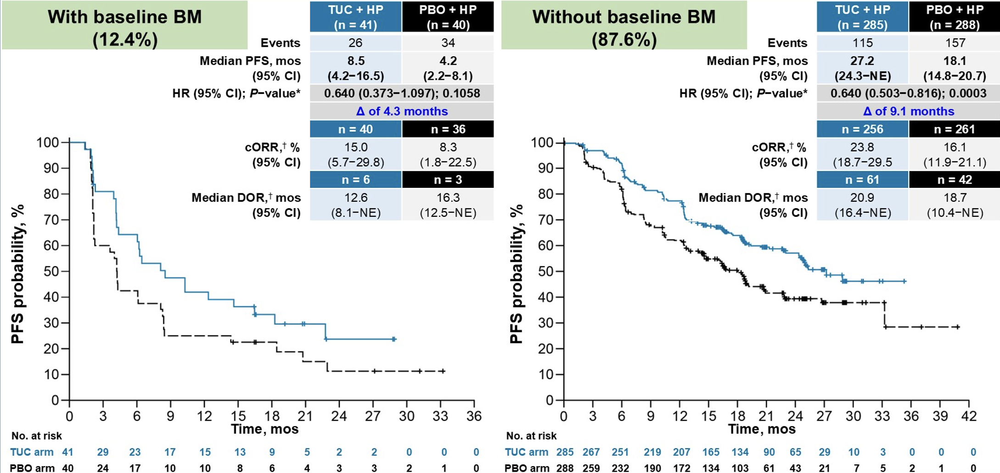 With baseline BM
(12.4%)
TUC + HP
(n = 41)
PBO + HP
(n = 40)
Events 26 34
Median PFS, mos 8.5 4.2
(95% CI) (4.2−16.5) (2.2−8.1)
HR (95% CI); P−value* 0.640 (0.373−1.097); 0.1058
Δ of 4.3 months
n = 40 n = 36
cORR,† % 15.0 8.3
(95% CI) (5.7−29.8) (1.8−22.5)
n = 6 n = 3
Median DOR,† mos 12.6 16.3
(95% CI) (8.1−NE) (12.5−NE)
PFS probability, %
100
90
80
70
60
50
40
30
20
10
0
0 3 6 9 12 15 18 21 24 27 30 33 36
Time, mos
No. at risk
TUC arm 41 29 23 17 15 13 9 5 2 2 0 0 0
PBO arm 40 24 17 10 10 8 6 4 3 3 2 1 0
Without baseline BM
(87.6%)
TUC + HP
(n = 285)
PBO + HP
(n = 288)
Events 115 157
Median PFS, mos 27.2 18.1
(95% CI) (24.3−NE) (14.8−20.7)
HR (95% CI); P−value* 0.640 (0.503−0.816); 0.0003
Δ of 9.1 months
n = 256 n = 261
cORR,† % 23.8 16.1
(95% CI) (18.7−29.5 (11.9−21.1)
n = 61 n = 42
Median DOR,† mos 20.9 18.7
(95% CI) (16.4−NE) (10.4−NE)
PFS probability, %
100
90
80
70
60
50
40
30
20
10
0
0 3 6 9 12 15 18 21 24 27 30 33 36 39 42
Time, mos
No. at risk
TUC arm 285 267 251 219 207 165 134 90 65 29 10 3 0 0 0
PBO arm 288 259 232 190 172 134 103 61 43 21 7 5 2 1 0